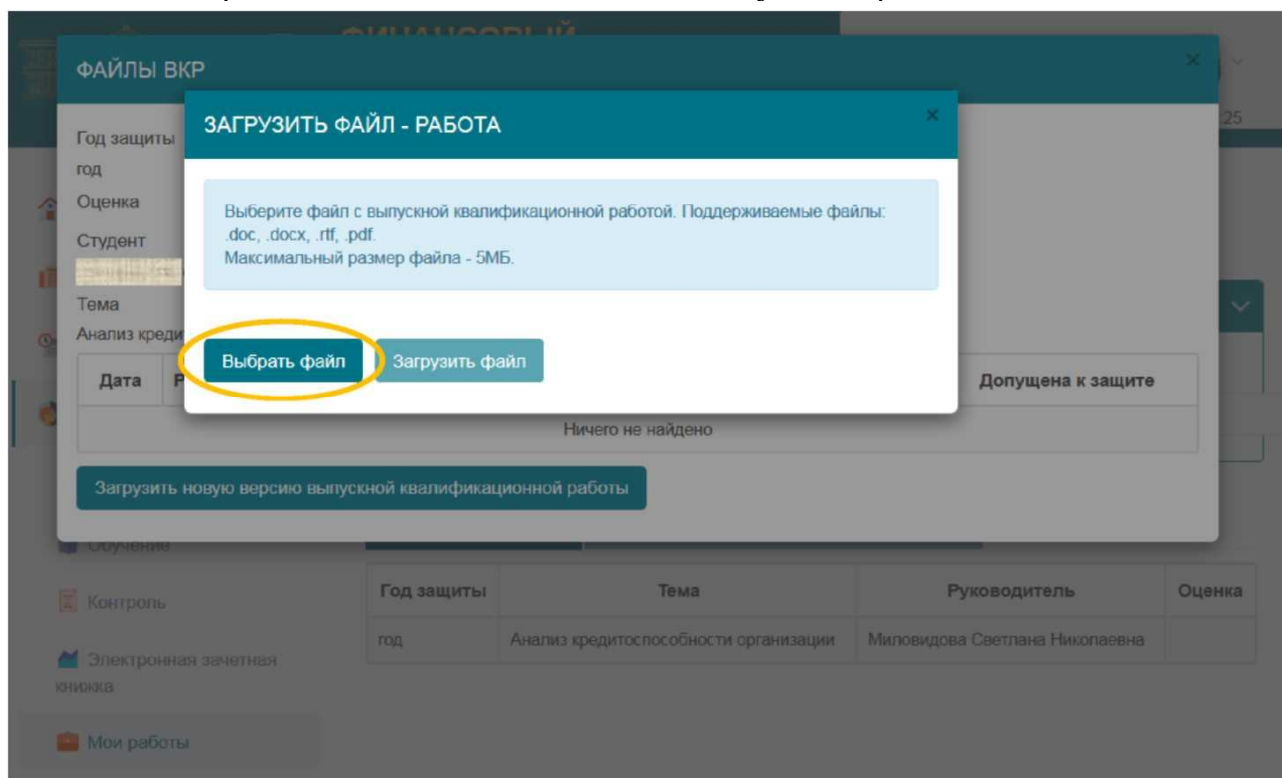 ФИНАНСОВЫЙ
ФАЙЛЫ ВКР
×
25
ЗАГРУЗИТЬ ФАЙЛ - РАБОТА
×
Год защиты
год
Оценка
Студент
Тема
Анализ креди
Выберите файл с выпускной квалификационной работой. Поддерживаемые файлы:
.doc, .docx, .rtf, .pdf.
Максимальный размер файла - 5МБ.
Выбрать файл
Загрузить файл
Дата
Р
Допущена к защите
Ничего не найдено
Загрузить новую версию выпускной квалификационной работы
Обучение
Контроль
Электронная зачетная
книжка
Мои работы
Год защиты Тема Руководитель Оценка
год Анализ кредитоспособности организации Миловидова Светлана Николаевна